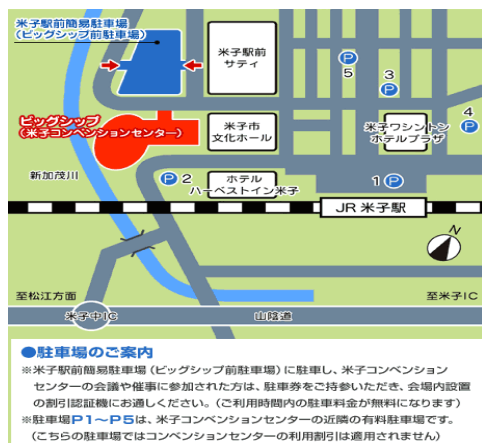 米子駅前簡易駐車場
(ビッグシップ前駐車場)
米子駅前
サティ
P
5
3
P
4
P
ビッグシップ
(米子コンベンションセンター)
米子市
文化ホール
米子ワシントン
ホテルプラザ
新加茂川
P 2
ホテル
ハーベストイン米子
1 P
JR 米子駅
N
至松江方面
至米子IC
米子中IC
山陰道
●駐車場のご案内
※米子駅前簡易駐車場(ビッグシップ前駐車場)に駐車し、米子コンベンション
センターの会議や催事に参加された方は、駐車券をご持参いただき、会場内設置
の割引認証機にお通しください。(ご利用時間内の駐車料金が無料になります)
※駐車場P1〜P5は、米子コンベンションセンターの近隣の有料駐車場です。
(こちらの駐車場ではコンベンションセンターの利用割引は適用されません)